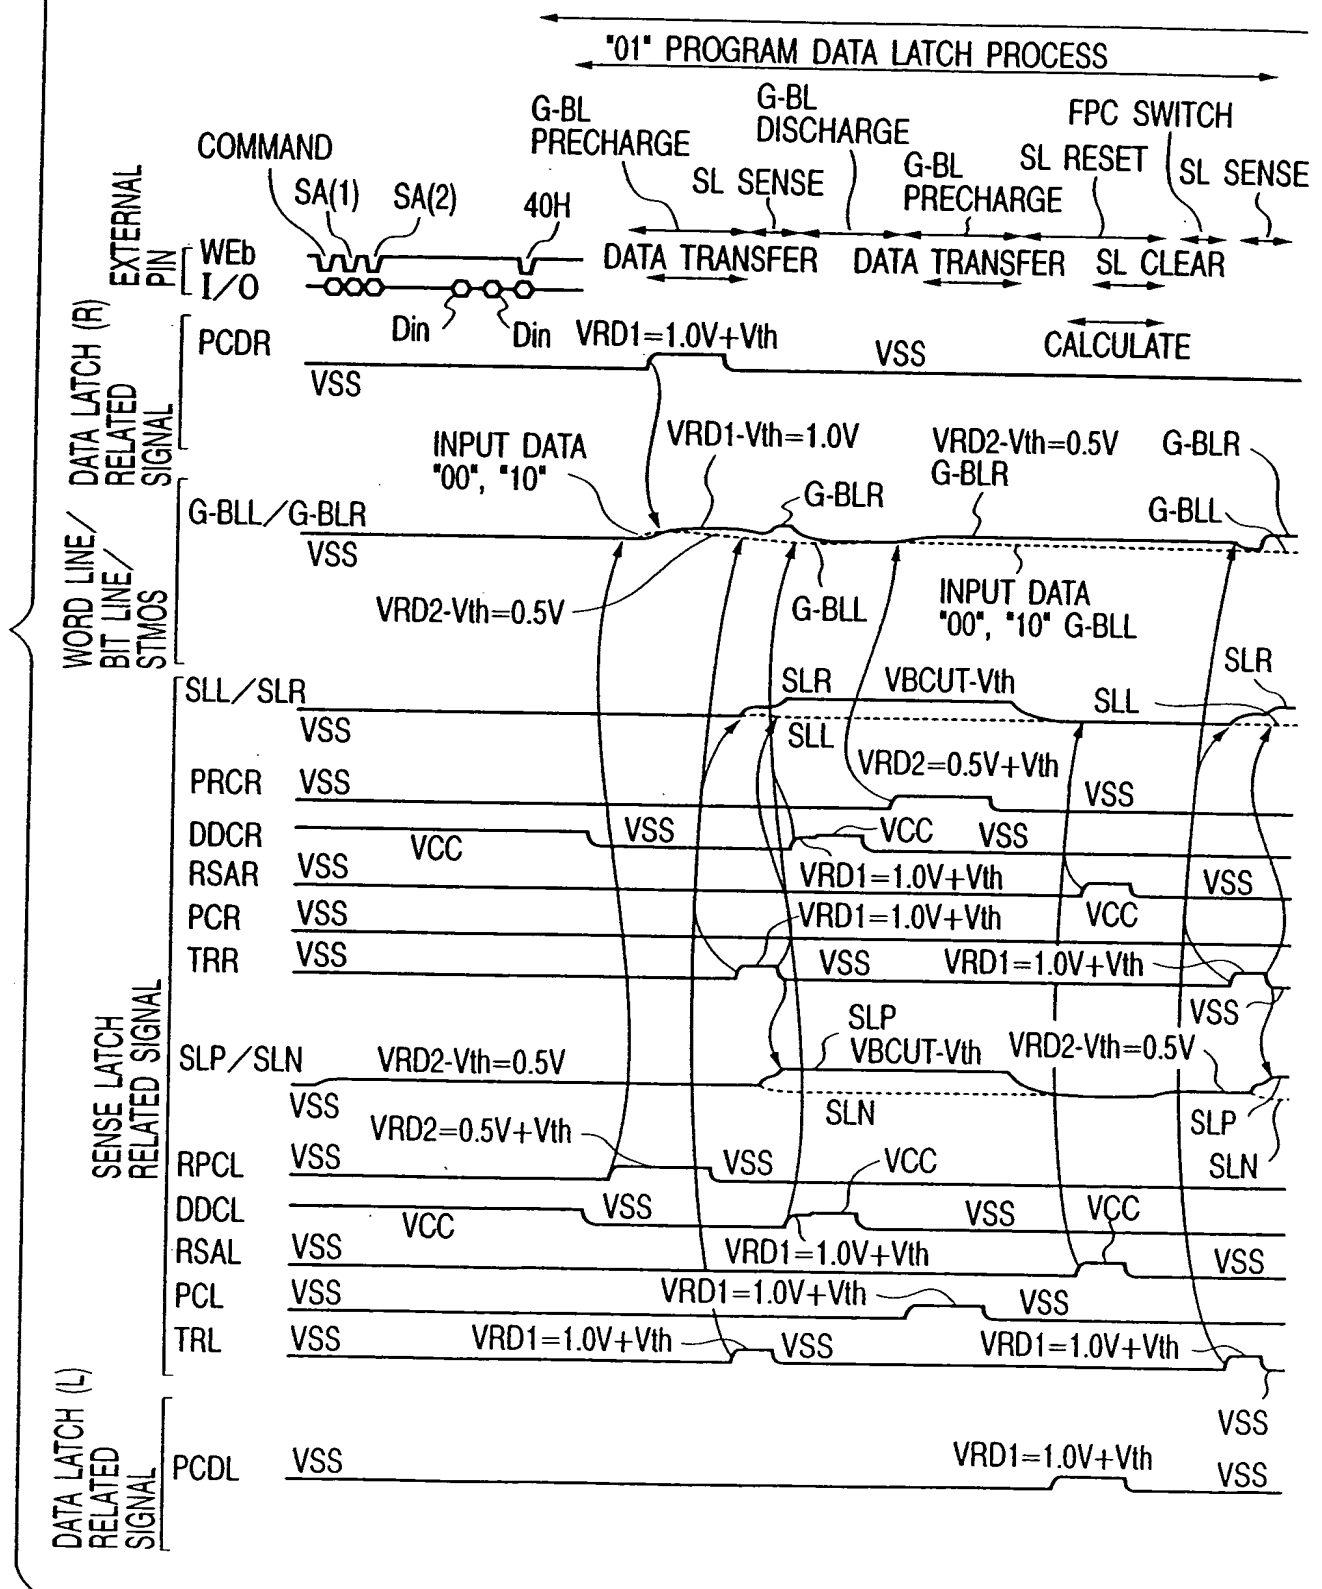 "01" PROGRAM DATA LATCH PROCESS
G-BL
PRECHARGE
G-BL
DISCHARGE
FPC SWITCH
COMMAND
SA(1)
SA(2)
40H
SL SENSE
G-BL
PRECHARGE
SL RESET
SL SENSE
EXTERNAL
PIN
WEb
I/O
DATA TRANSFER
DATA TRANSFER
SL CLEAR
Din
Din
CALCULATE
DATA LATCH (R)
RELATED
SIGNAL
PCDR
VSS
VRD1=1.0V+Vth
VSS
INPUT DATA
"00", "10"
VRD1-Vth=1.0V
VRD2-Vth=0.5V
G-BLR
G-BLR
G-BLR
G-BLL
WORD LINE/
BIT LINE/
STMOS
G-BLL/G-BLR
VSS
VRD2-Vth=0.5V
G-BLL
INPUT DATA
"00", "10" G-BLL
SENSE LATCH
RELATED SIGNAL
SLL/SLR
VSS
SLR
VBCUT-Vth
SLL
SLL
SLR
PRCR
VSS
VRD2=0.5V+Vth
VSS
DDCR
VCC
VSS
VCC
VSS
VRD1=1.0V+Vth
RSAR
VSS
VCC
VSS
PCR
VSS
VRD1=1.0V+Vth
TRR
VSS
VSS
VRD1=1.0V+Vth
VSS
SLP/SLN
VSS
VRD2-Vth=0.5V
SLP
VBCUT-Vth
SLN
VRD2-Vth=0.5V
SLP
SLN
RPCL
VSS
VRD2=0.5V+Vth
VSS
DDCL
VCC
VSS
VCC
VRD1=1.0V+Vth
VSS
RSAL
VSS
VCC
VSS
PCL
VSS
VRD1=1.0V+Vth
VSS
TRL
VSS
VRD1=1.0V+Vth
VSS
VRD1=1.0V+Vth
VSS
DATA LATCH (L)
RELATED
SIGNAL
PCDL
VSS
VRD1=1.0V+Vth
VSS